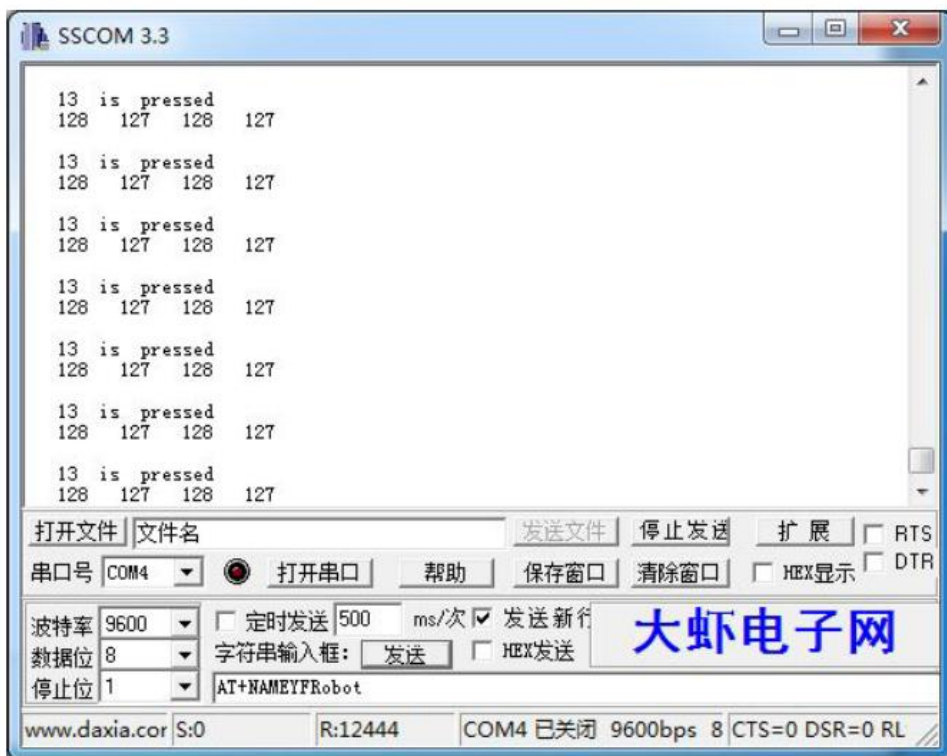 SSCOM 3.3
13 is pressed
128 127 128 127
13 is pressed
128 127 128 127
13 is pressed
128 127 128 127
13 is pressed
128 127 128 127
13 is pressed
128 127 128 127
13 is pressed
128 127 128 127
13 is pressed
128 127 128 127
打开文件 文件名 发送文件 停止发送 扩展 RTS
串口号 COM4 打开串口 帮助 保存窗口 清除窗口 HEX显示 DTR
波特率 9600 定时发送 500 ms/次 发送新行 大虾电子网
数据位 8 字符串输入框: 发送 HEX发送
停止位 1 AT+NAMEYFRobot
www.daxia.cor S:0 R:12444 COM4 已关闭 9600bps 8 CTS=0 DSR=0 RL